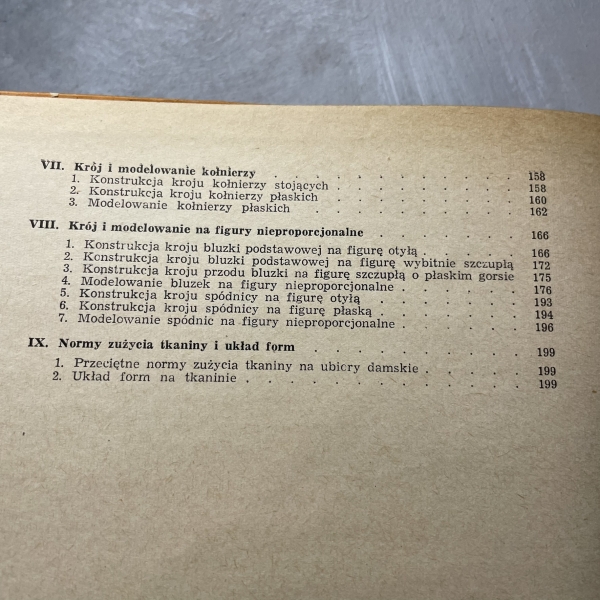 VII. Krój i modelowanie kołnierzy . . . . . . . . . 158
1. Konstrukcja kroju kołnierzy stojących . . . . . . . 158
2. Konstrukcja kroju kołnierzy płaskich . . . . . . . 160
3. Modelowanie kołnierzy płaskich . . . . . . . . 162
VIII. Krój i modelowanie na figury nieproporcjonalne . . . . . . 166
1. Konstrukcja kroju bluzki podstawowej na figurę otyłą . . . . 166
2. Konstrukcja kroju bluzki podstawowej na figurę wybitnie szczupłą 172
3. Konstrukcja kroju przodu bluzki na figurę szczupłą o płaskim gorsie 175
4. Modelowanie bluzek na figury nieproporcjonalne . . . . . 176
5. Konstrukcja kroju spódnicy na figurę otyłą . . . . . . 193
6. Konstrukcja kroju spódnicy na figurę płaską . . . . . . 194
7. Modelowanie spódnic na figury nieproporcjonalne . . . . . 196
IX. Normy zużycia tkaniny i układ form . . . . . . . . 199
1. Przeciętne normy zużycia tkaniny na ubiory damskie . . . . 199
2. Układ form na tkaninie . . . . . . . . . . 199